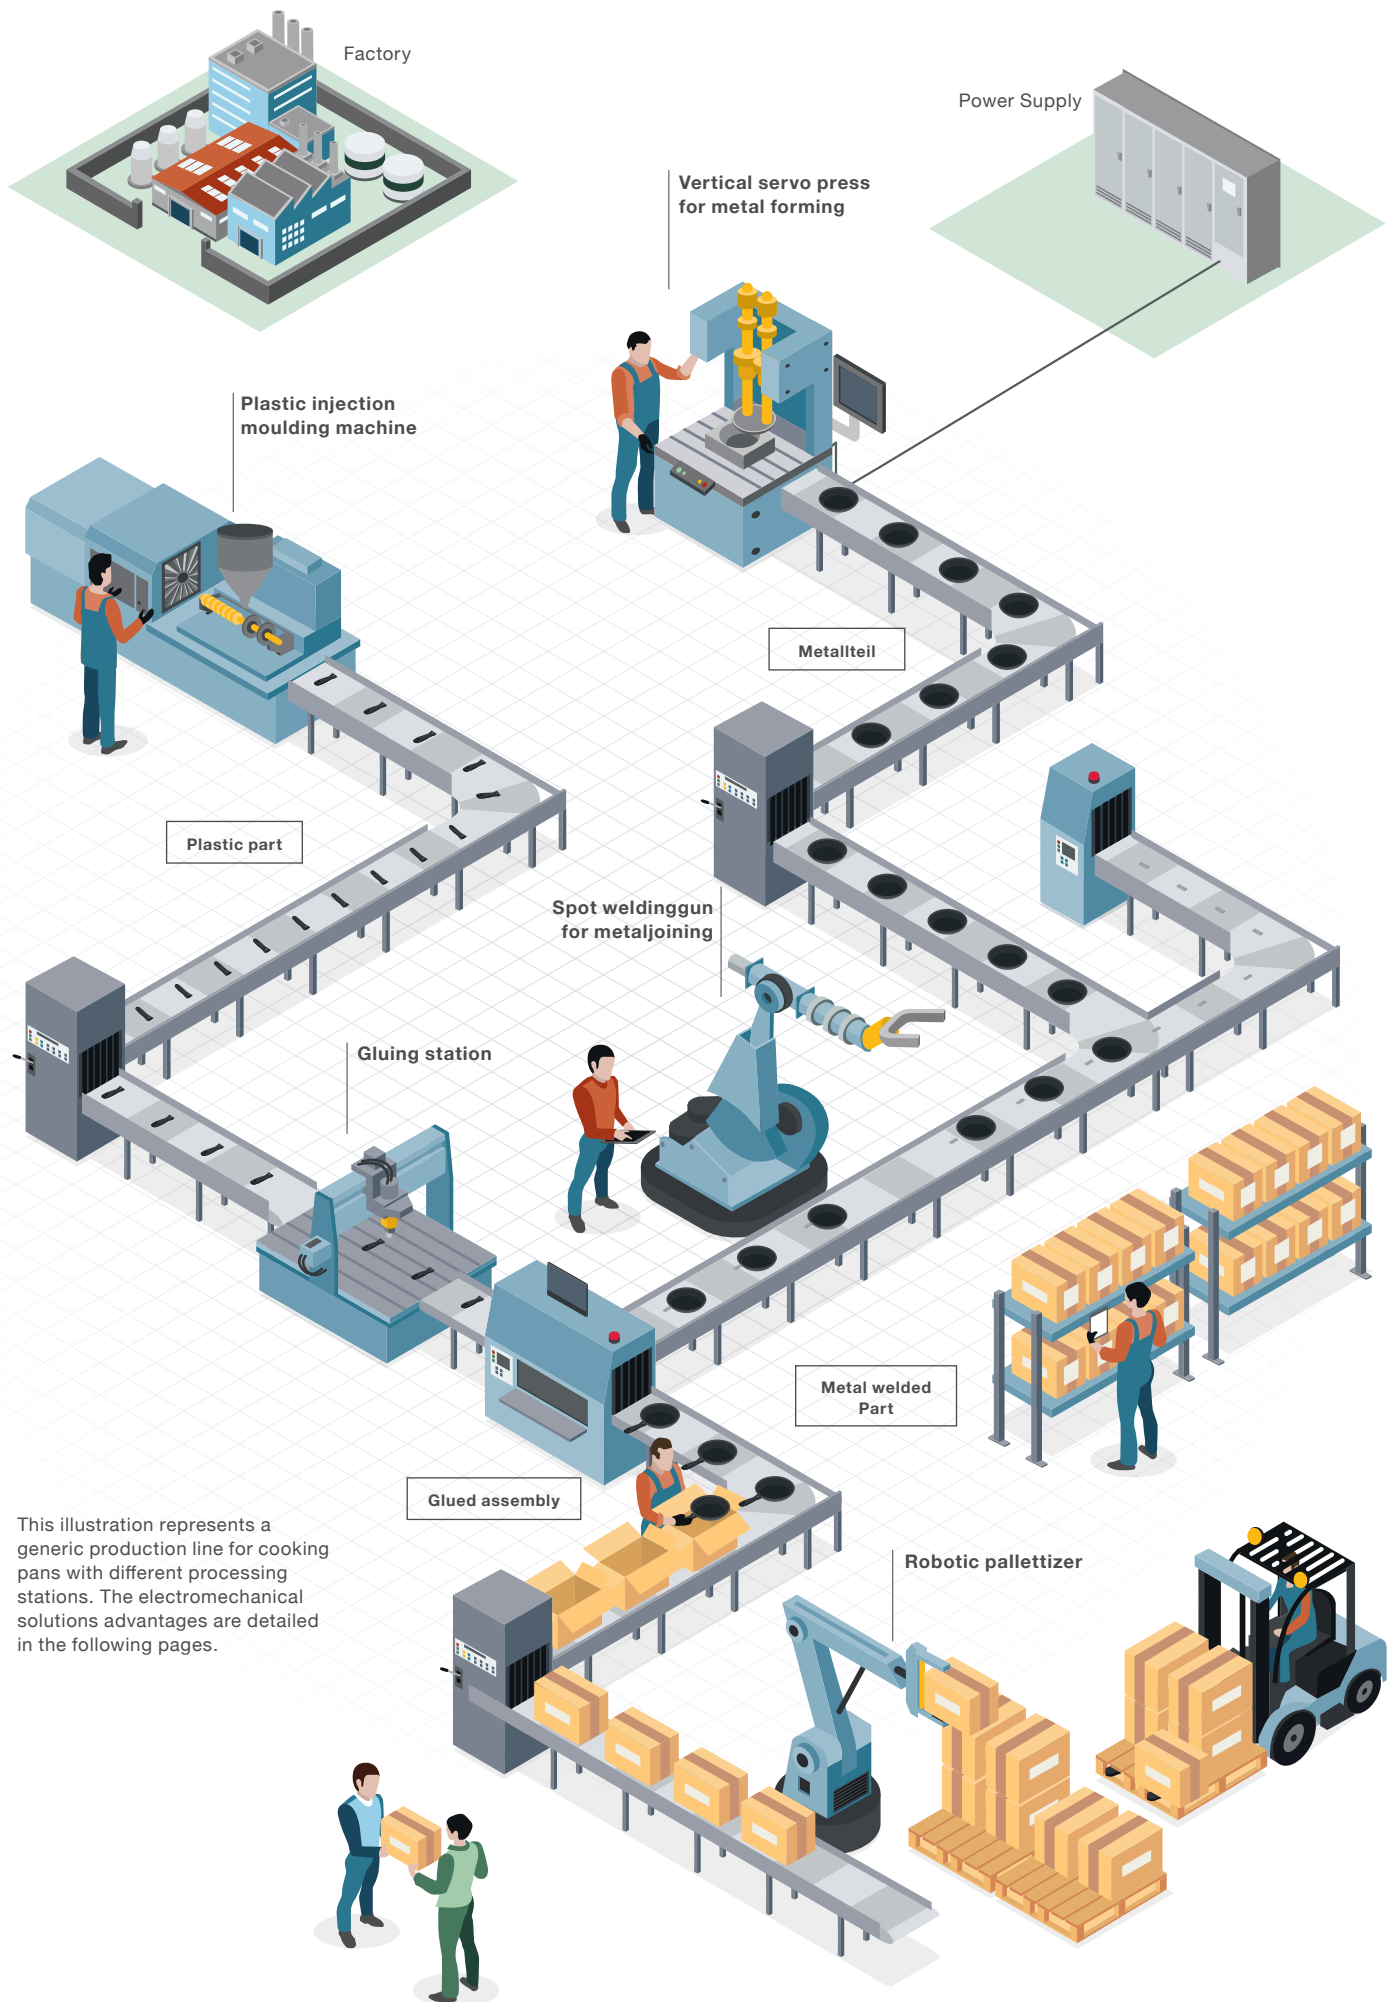 Factory
Power Supply
Vertical servo press
for metal forming
Plastic injection
moulding machine
Metallteil
Plastic part
Spot weldinggun
for metaljoining
Gluing station
Metal welded
Part
Glued assembly
This illustration represents a
generic production line for cooking
pans with different processing
stations. The electromechanical
solutions advantages are detailed
in the following pages.
Robotic pallettizer